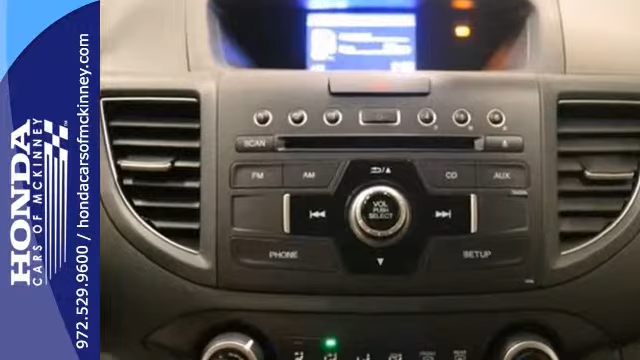 HONDA
CARS OF MCKINNEY
972.529.9600 / hondacarsofmckinney.com
SCAN
FM AM CD AUX
VOL
PUSH
SELECT
PHONE SETUP